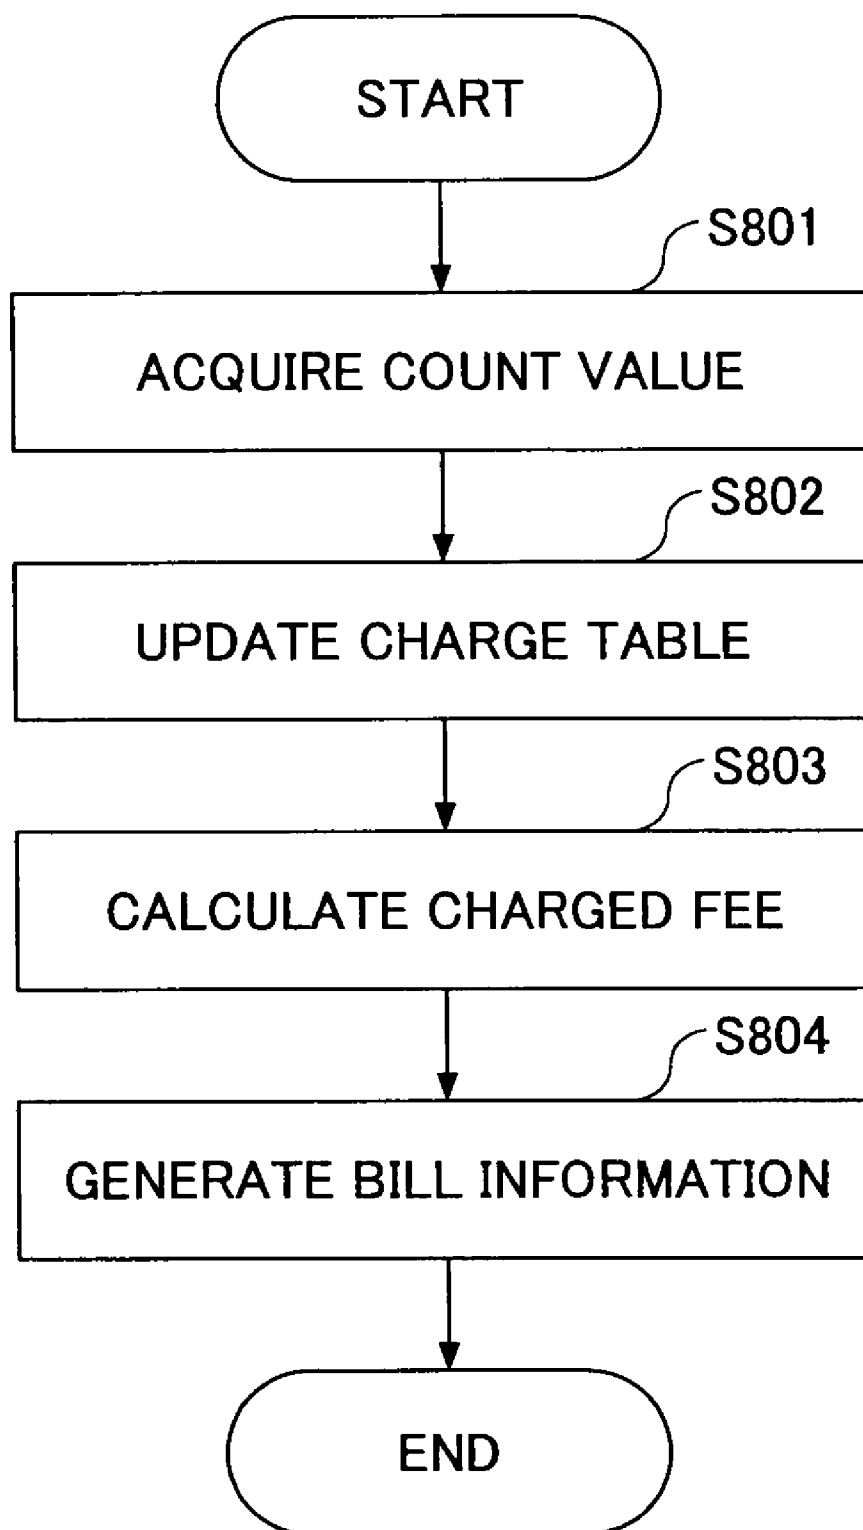 START
S801
ACQUIRE COUNT VALUE
S802
UPDATE CHARGE TABLE
S803
CALCULATE CHARGED FEE
S804
GENERATE BILL INFORMATION
END